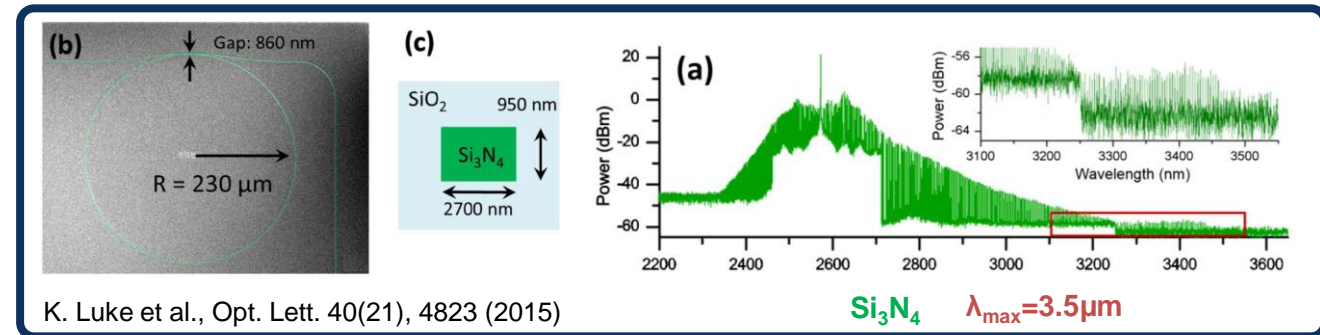 (b)
Gap: 860 nm
R = 230 µm
(c)
SiO₂
950 nm
Si₃N₄
2700 nm
(a)
Power (dBm)
20
0
-20
-40
-60
2200 2400 2600 2800 3000 3200 3400 3600
Power (dBm)
-56
-60
-64
3100 3200 3300 3400 3500
Wavelength (nm)
K. Luke et al., Opt. Lett. 40(21), 4823 (2015)
Si₃N₄ λmax=3.5µm